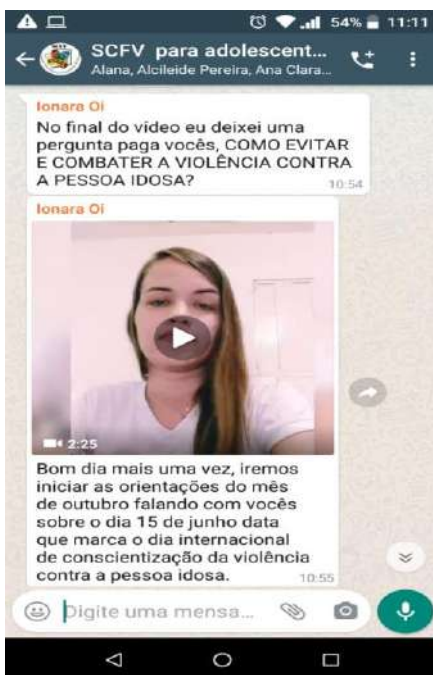 54% 11:11
SCFV para adolescent...
Alana, Alcileide Pereira, Ana Clara...
Ionara Oi
No final do vídeo eu deixei uma
pergunta paga vocês, COMO EVITAR
E COMBATER A VIOLÊNCIA CONTRA
A PESSOA IDOSA?
10:54
Ionara Oi
2:25
Bom dia mais uma vez, iremos
iniciar as orientações do mês
de outubro falando com vocês
sobre o dia 15 de junho data
que marca o dia internacional
de conscientização da violência
contra a pessoa idosa.
10:55
Digite uma mensa...